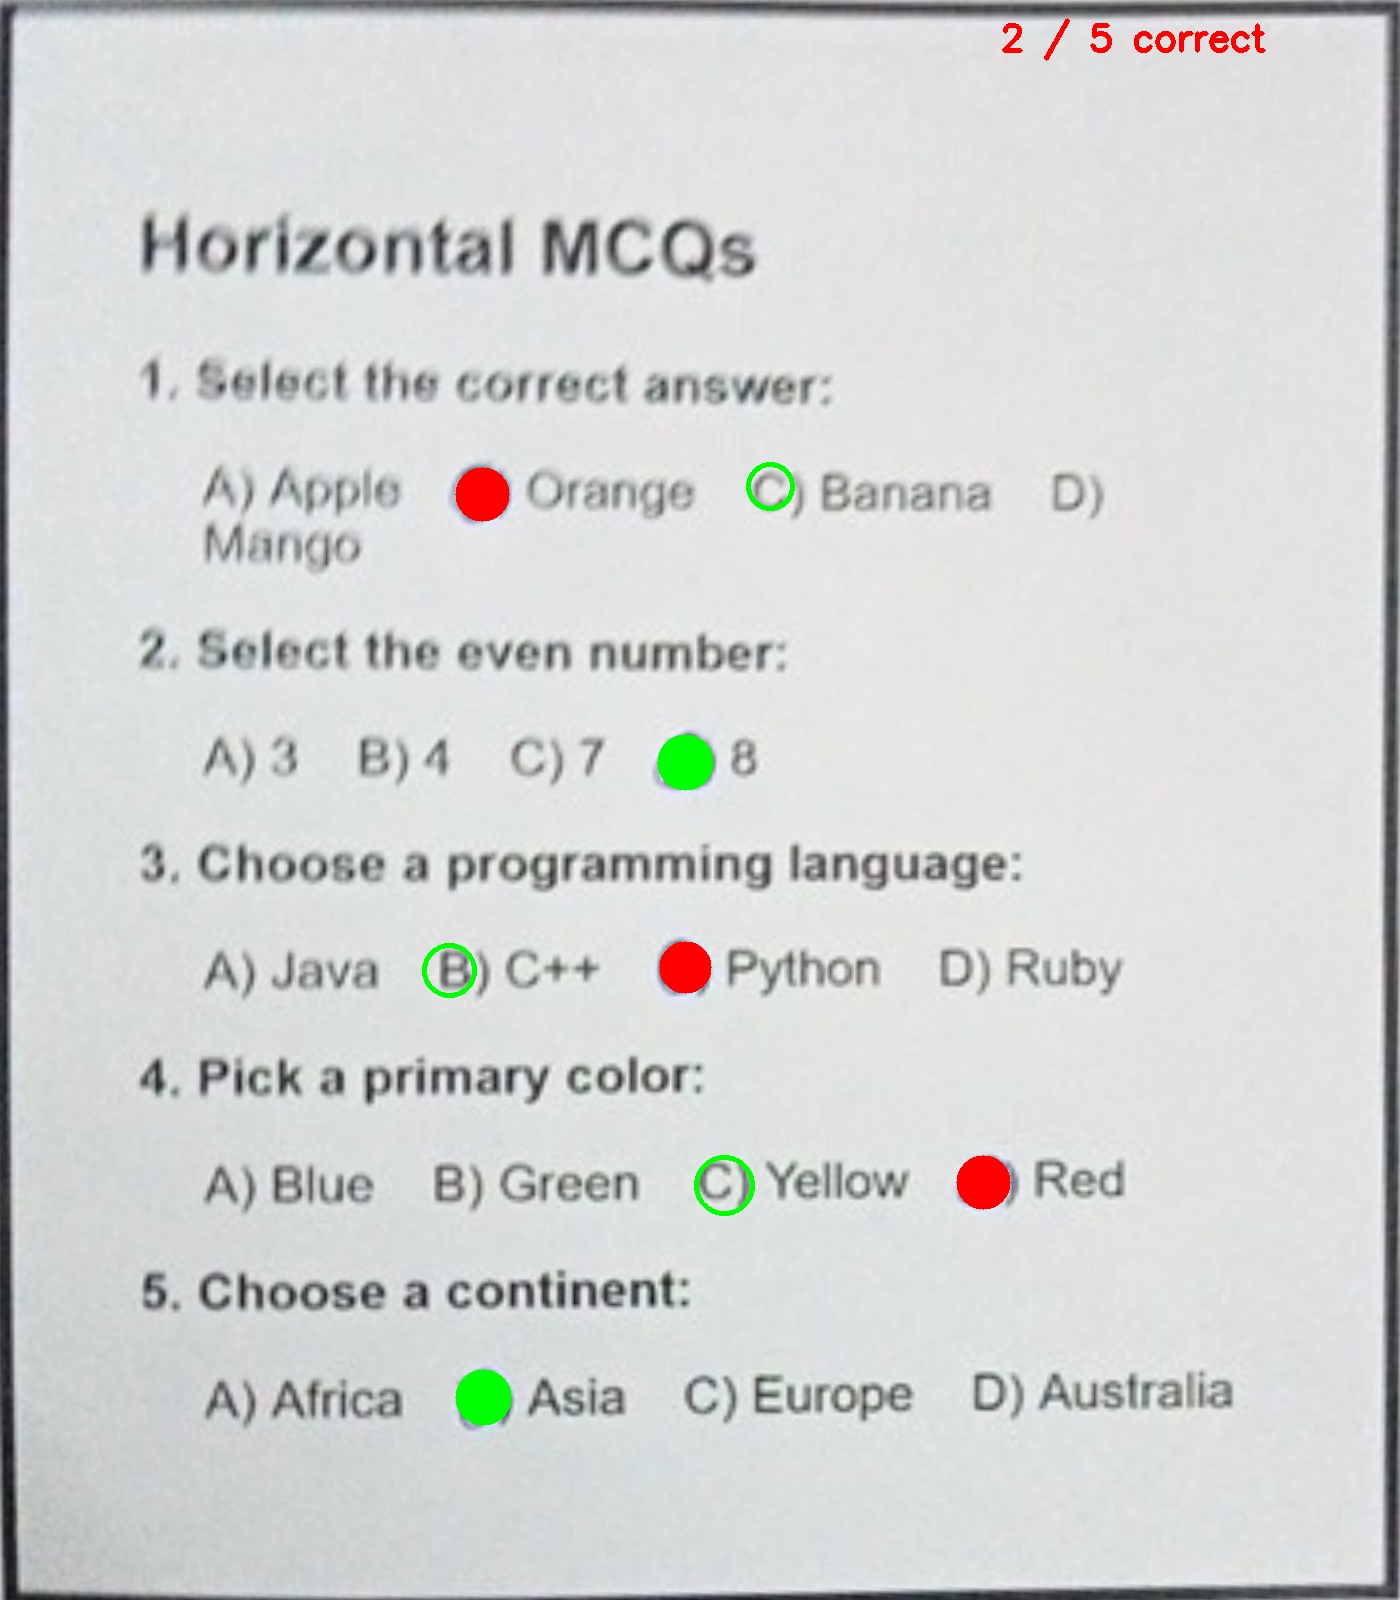 2 / 5 correct
Horizontal MCQs
1. Select the correct answer:
A) Apple Orange C) Banana D)
Mango
2. Select the even number:
A) 3 B) 4 C) 7 8
3. Choose a programming language:
A) Java B) C++ Python D) Ruby
4. Pick a primary color:
A) Blue B) Green C) Yellow ) Red
5. Choose a continent:
A) Africa Asia C) Europe D) Australia